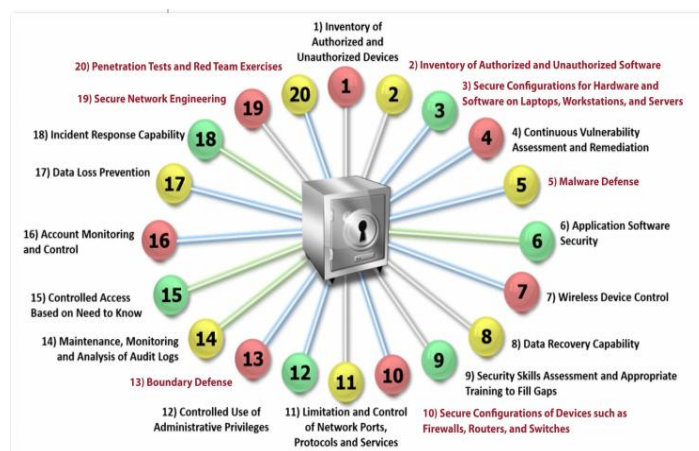 1) Inventory of
Authorized and
Unauthorized Devices
2) Inventory of Authorized and Unauthorized Software
3) Secure Configurations for Hardware and
Software on Laptops, Workstations, and Servers
4) Continuous Vulnerability
Assessment and Remediation
5) Malware Defense
6) Application Software
Security
7) Wireless Device Control
8) Data Recovery Capability
9) Security Skills Assessment and Appropriate
Training to Fill Gaps
10) Secure Configurations of Devices such as
Firewalls, Routers, and Switches
11) Limitation and Control
of Network Ports,
Protocols and Services
12) Controlled Use of
Administrative Privileges
13) Boundary Defense
14) Maintenance, Monitoring
and Analysis of Audit Logs
15) Controlled Access
Based on Need to Know
16) Account Monitoring
and Control
17) Data Loss Prevention
18) Incident Response Capability
19) Secure Network Engineering
20) Penetration Tests and Red Team Exercises
1
2
3
4
5
6
7
8
9
10
11
12
13
14
15
16
17
18
19
20